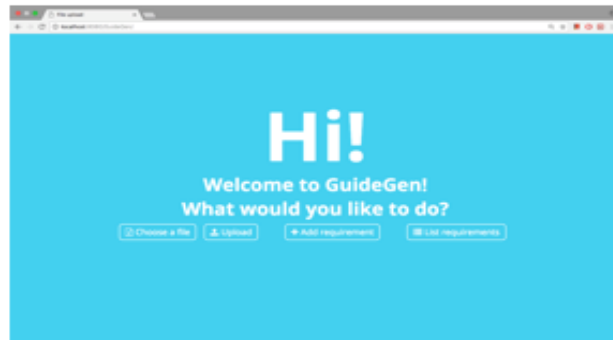 File upload
Hi!
Welcome to GuideGen!
What would you like to do?
Choose a file Upload Add requirement List requirements